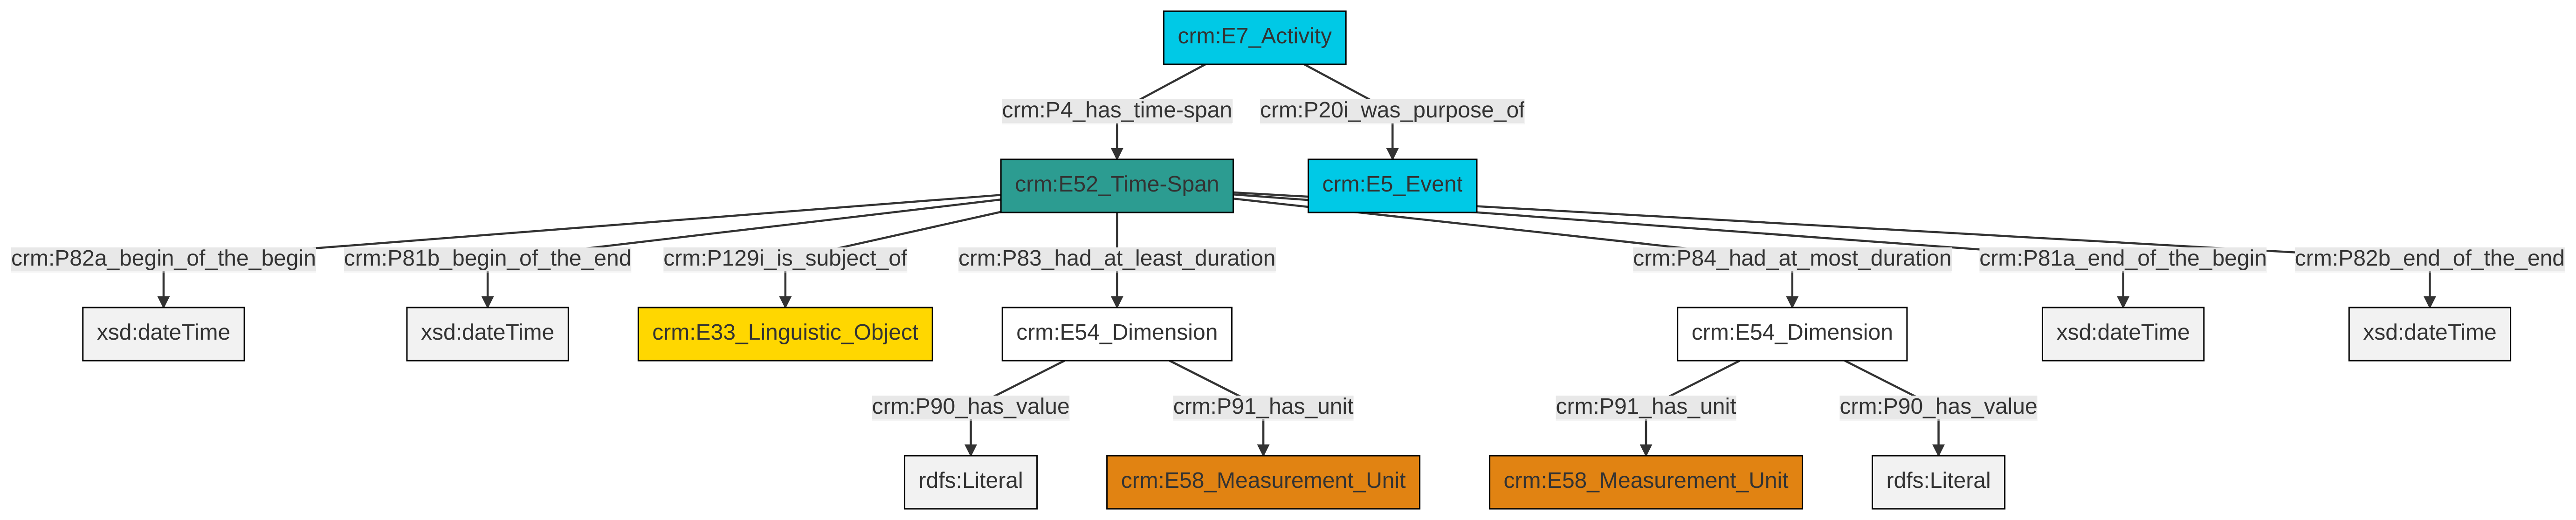 crm:E7_Activity
crm:P4_has_time-span
crm:P20i_was_purpose_of
crm:E52_Time-Span
crm:E5_Event
crm:P82a_begin_of_the_begin
crm:P81b_begin_of_the_end
crm:P129i_is_subject_of
crm:P83_had_at_least_duration
crm:P84_had_at_most_duration
crm:P81a_end_of_the_begin
crm:P82b_end_of_the_end
xsd:dateTime
xsd:dateTime
crm:E33_Linguistic_Object
crm:E54_Dimension
crm:E54_Dimension
xsd:dateTime
xsd:dateTime
crm:P90_has_value
crm:P91_has_unit
crm:P91_has_unit
crm:P90_has_value
rdfs:Literal
crm:E58_Measurement_Unit
crm:E58_Measurement_Unit
rdfs:Literal